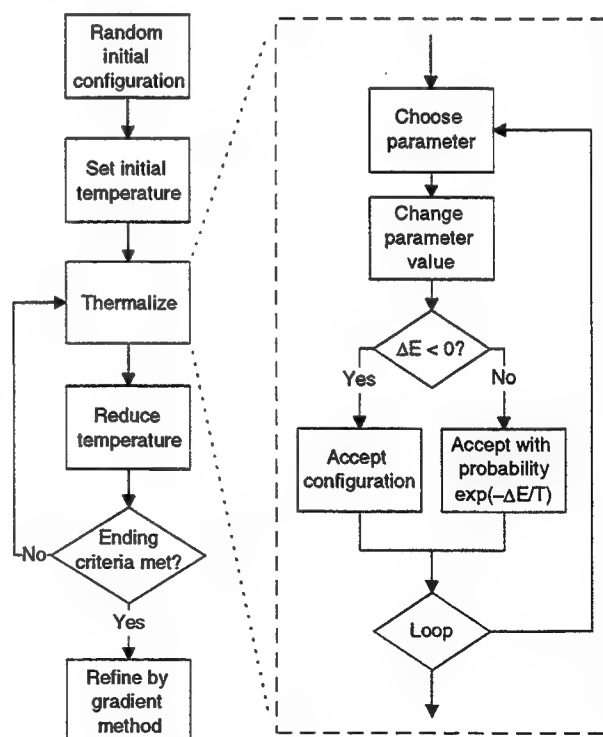 Random
initial
configuration
Set initial
temperature
Thermalize
Reduce
temperature
Ending
criteria met?
No
Yes
Refine by
gradient
method
Choose
parameter
Change
parameter
value
ΔE < 0?
Yes
No
Accept
configuration
Accept with
probability
exp(–ΔE/T)
Loop